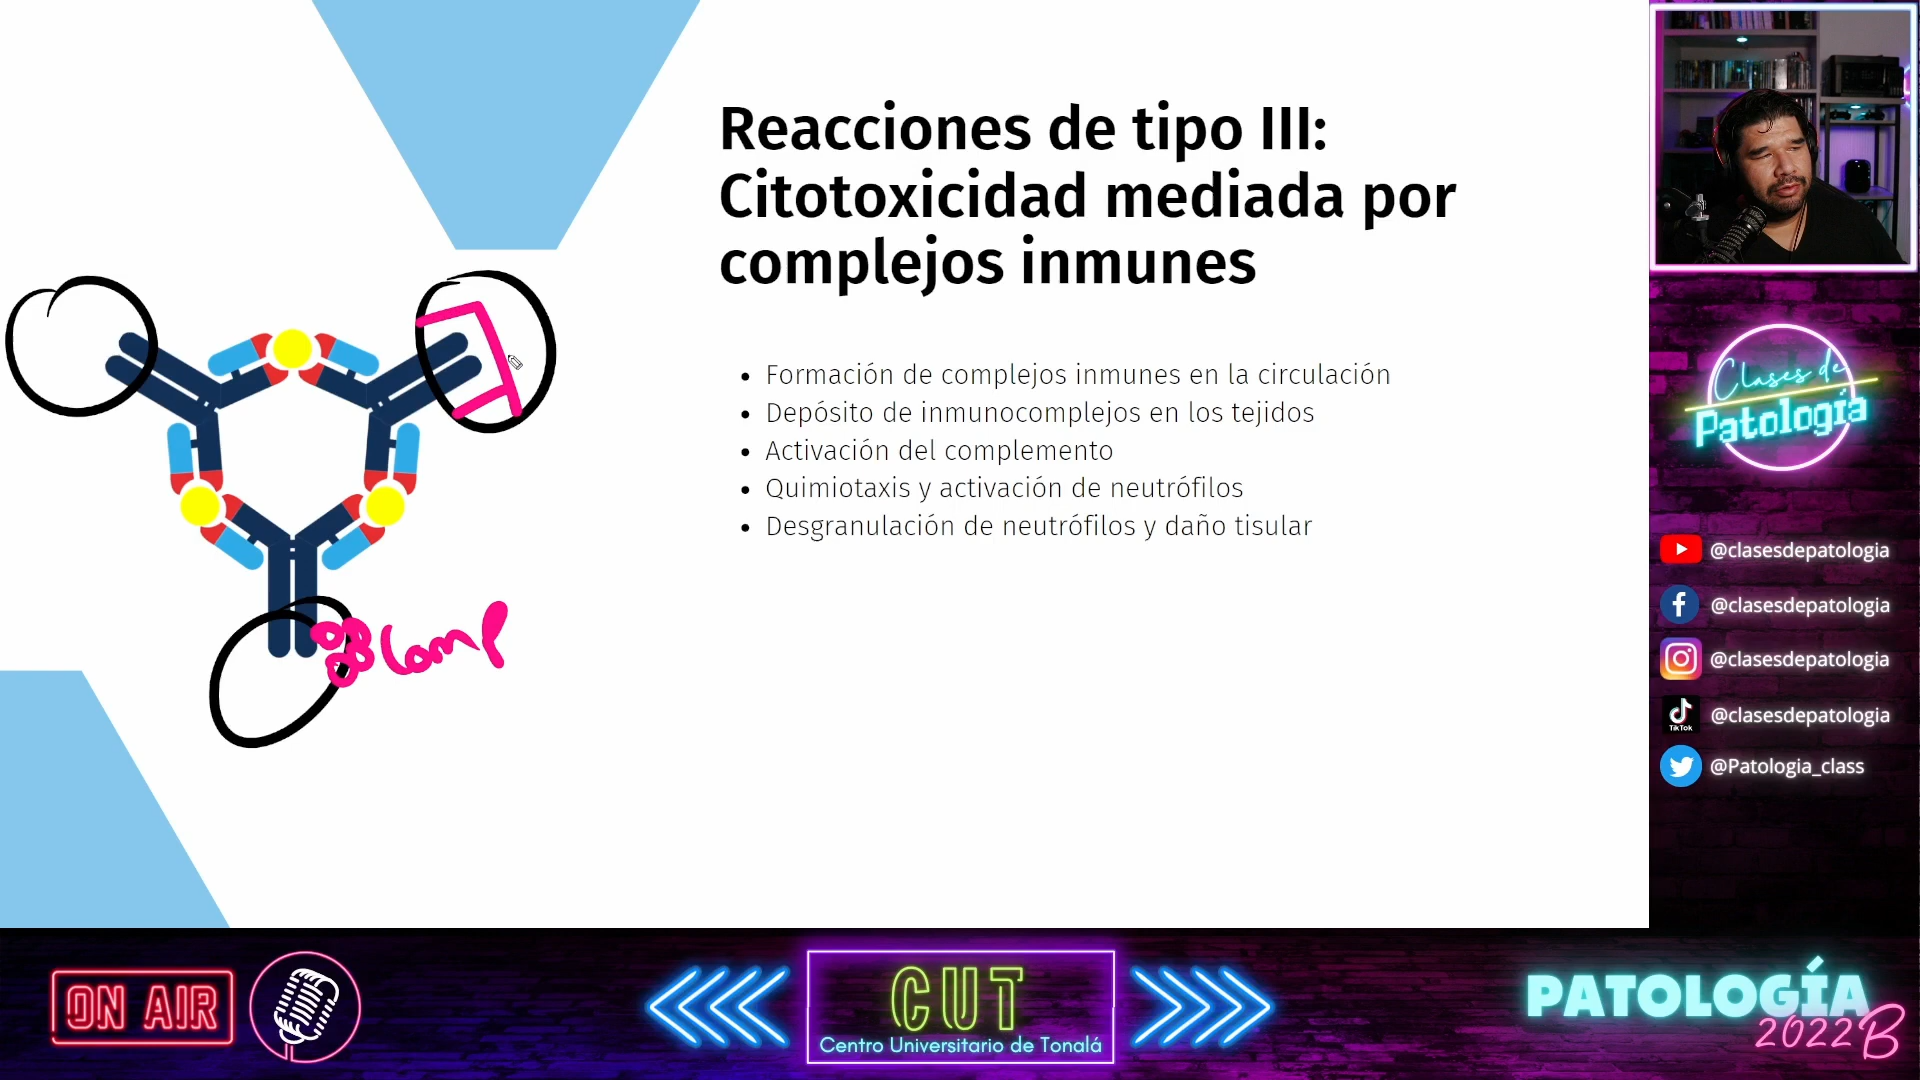 Reacciones de tipo III:
Citotoxicidad mediada por
complejos inmunes
• Formación de complejos inmunes en la circulación
• Depósito de inmunocomplejos en los tejidos
• Activación del complemento
• Quimiotaxis y activación de neutrófilos
• Desgranulación de neutrófilos y daño tisular
Comp
Clases de
Patología
@clasesdepatologia
@clasesdepatologia
@clasesdepatologia
TikTok
@clasesdepatologia
@Patologia_class
ON AIR
CUT
Centro Universitario de Tonalá
PATOLOGÍA
2022B